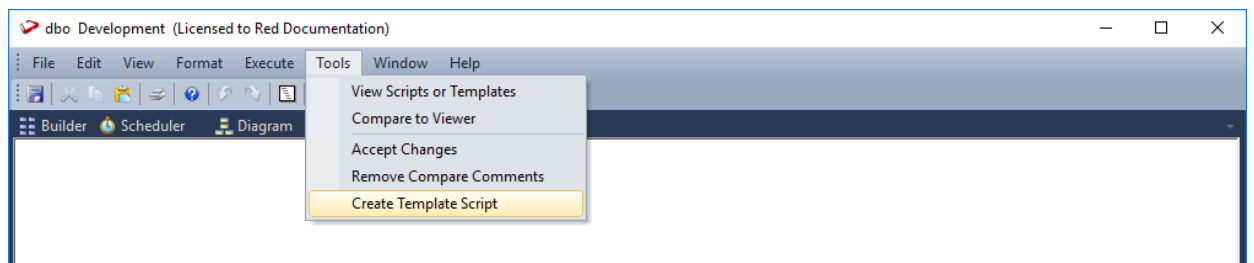 dbo Development (Licensed to Red Documentation)
File Edit View Format Execute Tools Window Help
View Scripts or Templates
Compare to Viewer
Builder Scheduler Diagram
Accept Changes
Remove Compare Comments
Create Template Script